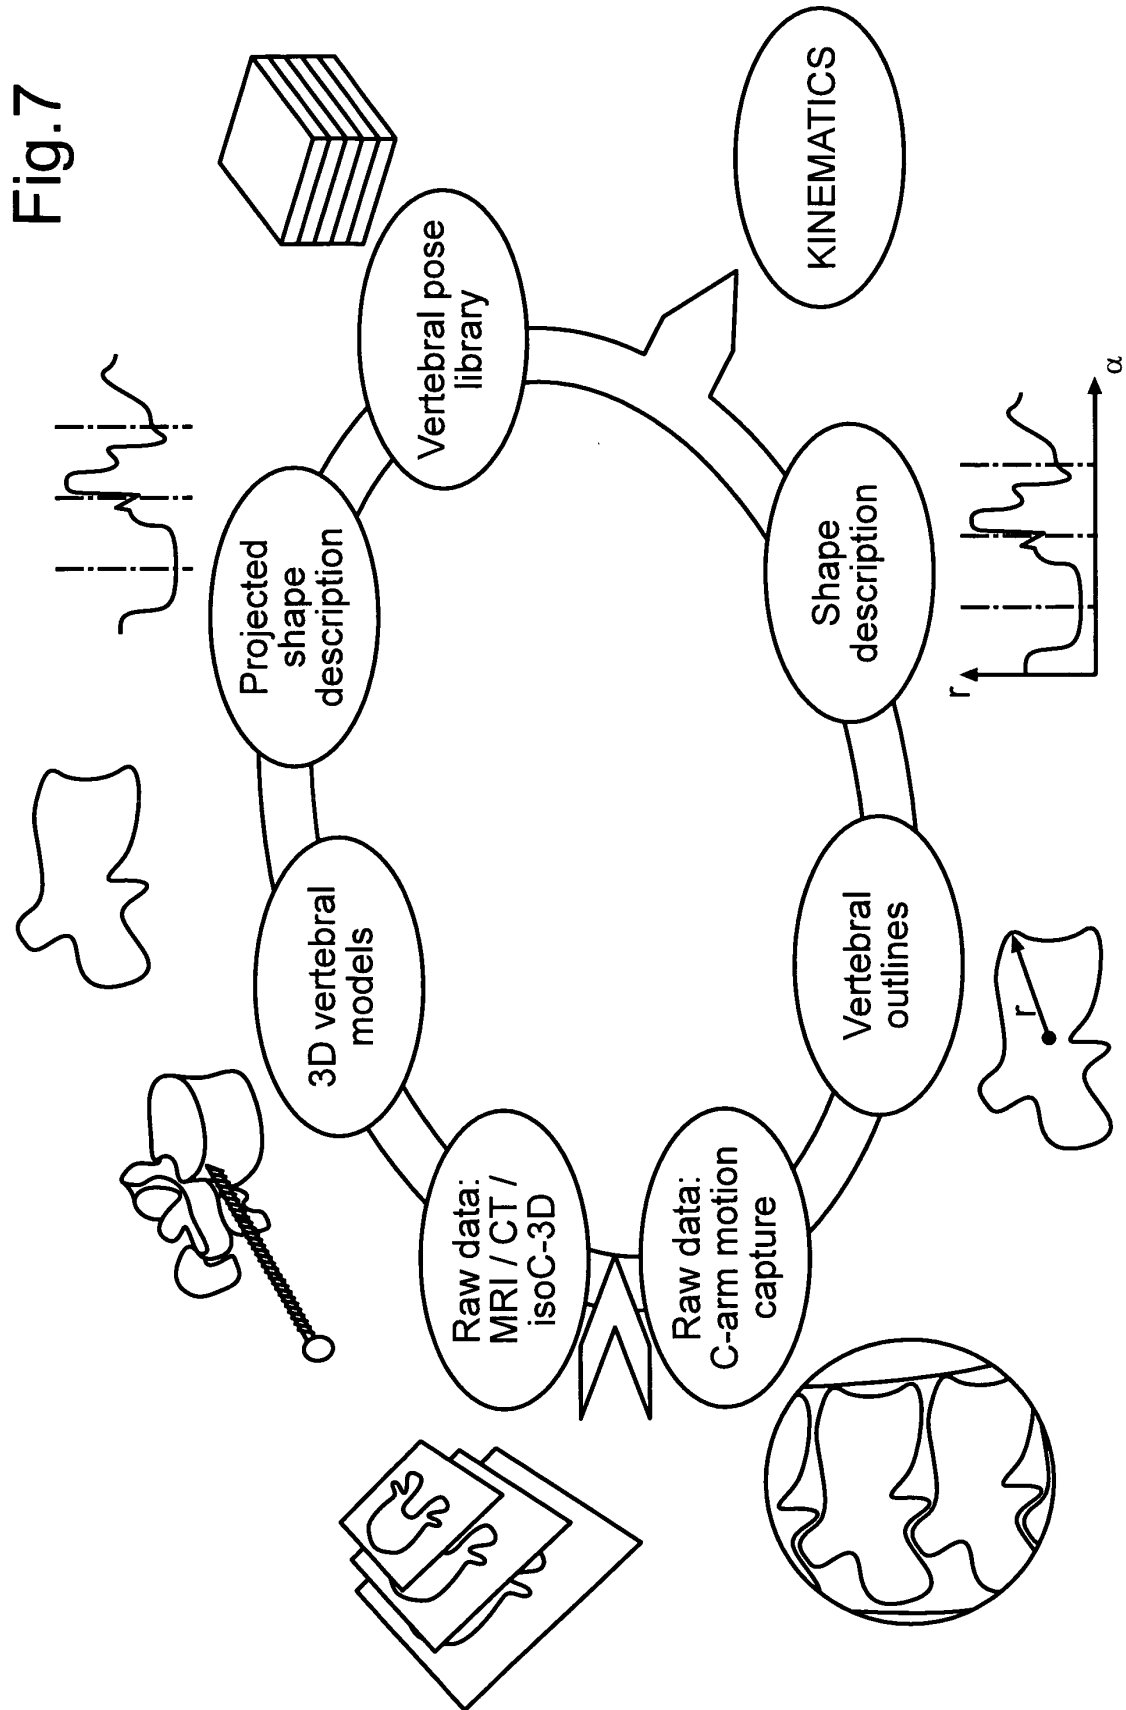 Fig.7
Projected
shape
description
Vertebral pose
library
3D vertebral
models
Raw data:
MRI / CT /
isoC-3D
Raw data:
C-arm motion
capture
Vertebral
outlines
Shape
description
KINEMATICS
r
r
α